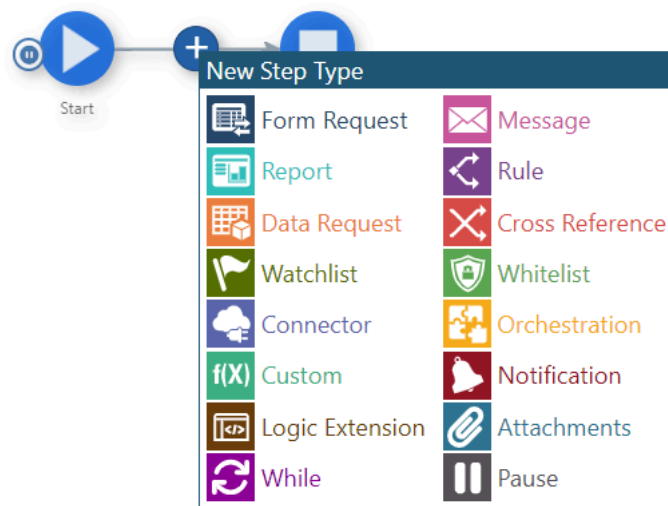 Start
New Step Type
Form Request
Message
Report
Rule
Data Request
Cross Reference
Watchlist
Whitelist
Connector
Orchestration
f(X) Custom
Notification
Logic Extension
Attachments
While
Pause